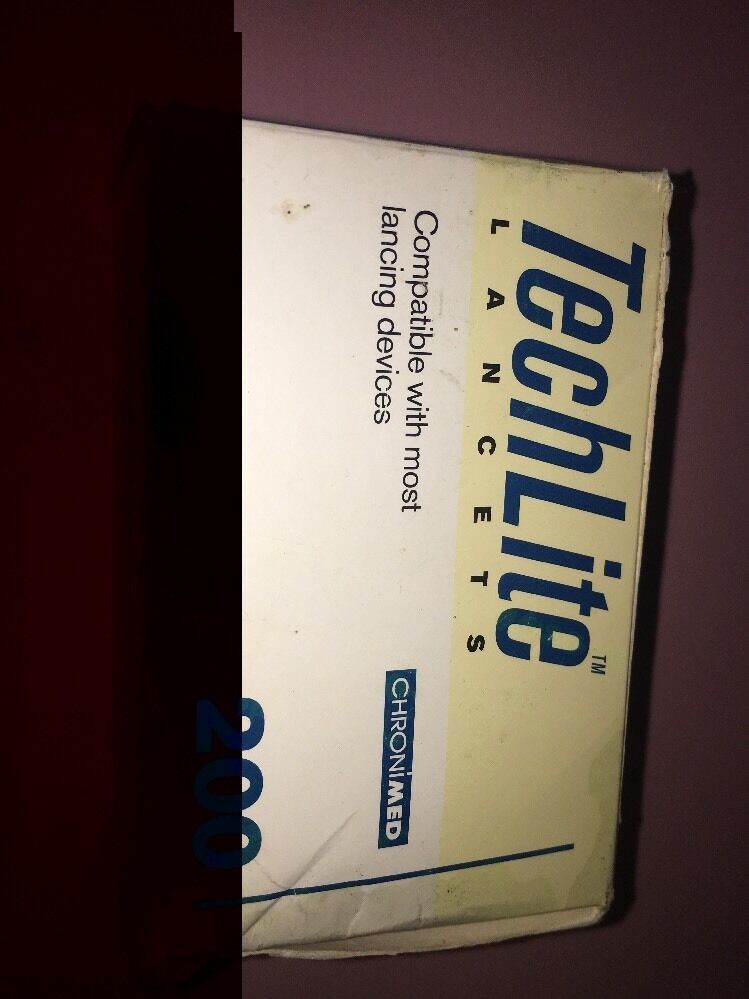 TechLite™
LANCETS
Compatible with most
lancing devices
CHRONIMED
200